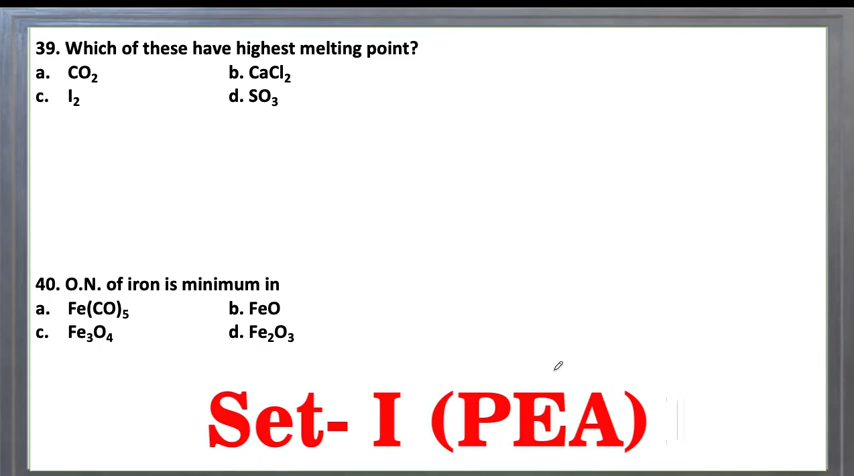 39. Which of these have highest melting point?
a. CO₂ b. CaCl₂
c. I₂ d. SO₃
40. O.N. of iron is minimum in
a. Fe(CO)₅ b. FeO
c. Fe₃O₄ d. Fe₂O₃
Set- I (PEA)